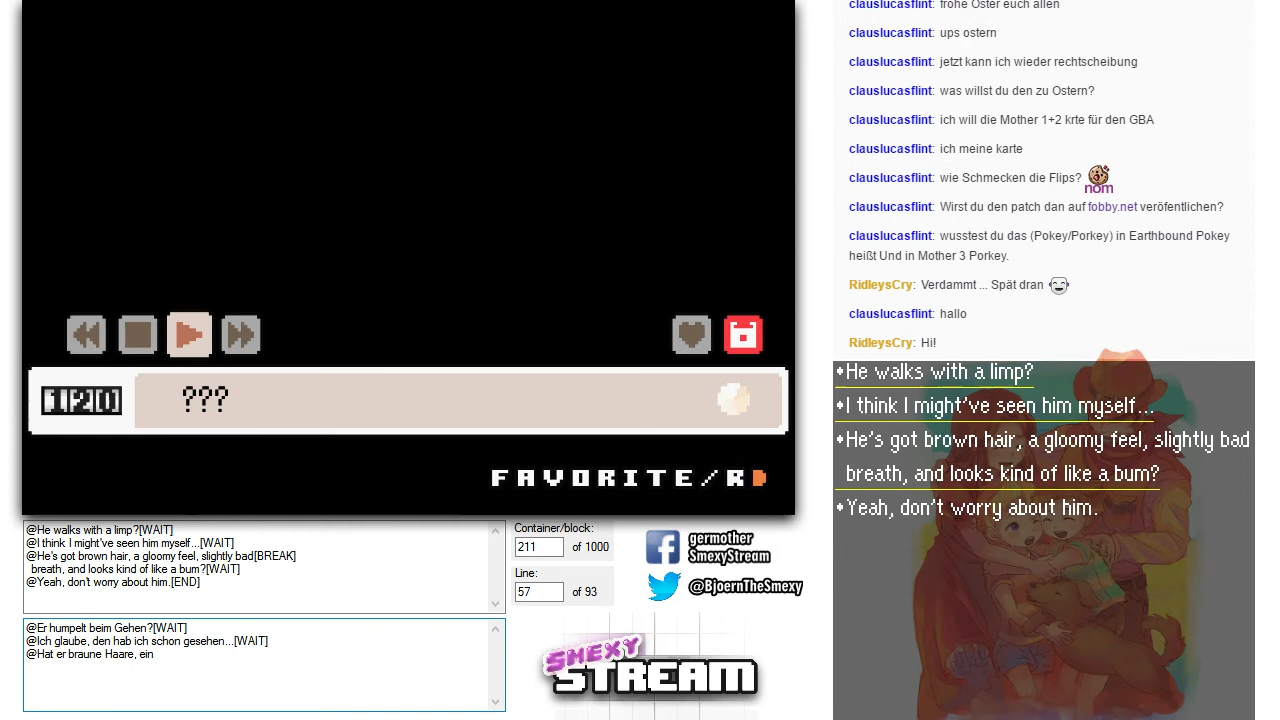 120 ???
FAVORITE/R
@He walks with a limp?[WAIT]
@I think I might've seen him myself...[WAIT]
@He's got brown hair, a gloomy feel, slightly bad[BREAK]
breath, and looks kind of like a bum?[WAIT]
@Yeah, don't worry about him.[END]
@Er humpelt beim Gehen?[WAIT]
@Ich glaube, den hab ich schon gesehen...[WAIT]
@Hat er braune Haare, ein
Container/block:
211 of 1000
Line:
57 of 93
germother
SmexyStream
@BjoernTheSmexy
SMEXY
STREAM
clauslucasflint: frohe Oster euch allen
clauslucasflint: ups ostern
clauslucasflint: jetzt kann ich wieder rechtscheibung
clauslucasflint: was willst du den zu Ostern?
clauslucasflint: ich will die Mother 1+2 krte für den GBA
clauslucasflint: ich meine karte
clauslucasflint: wie Schmecken die Flips? nom
clauslucasflint: Wirst du den patch dan auf fobby.net veröfentlichen?
clauslucasflint: wusstest du das (Pokey/Porkey) in Earthbound Pokey
heißt Und in Mother 3 Porkey.
RidleysCry: Verdammt ... Spät dran
clauslucasflint: hallo
RidleysCry: Hi!
•He walks with a limp?
•I think I might've seen him myself...
•He's got brown hair, a gloomy feel, slightly bad
breath, and looks kind of like a bum?
•Yeah, don't worry about him.